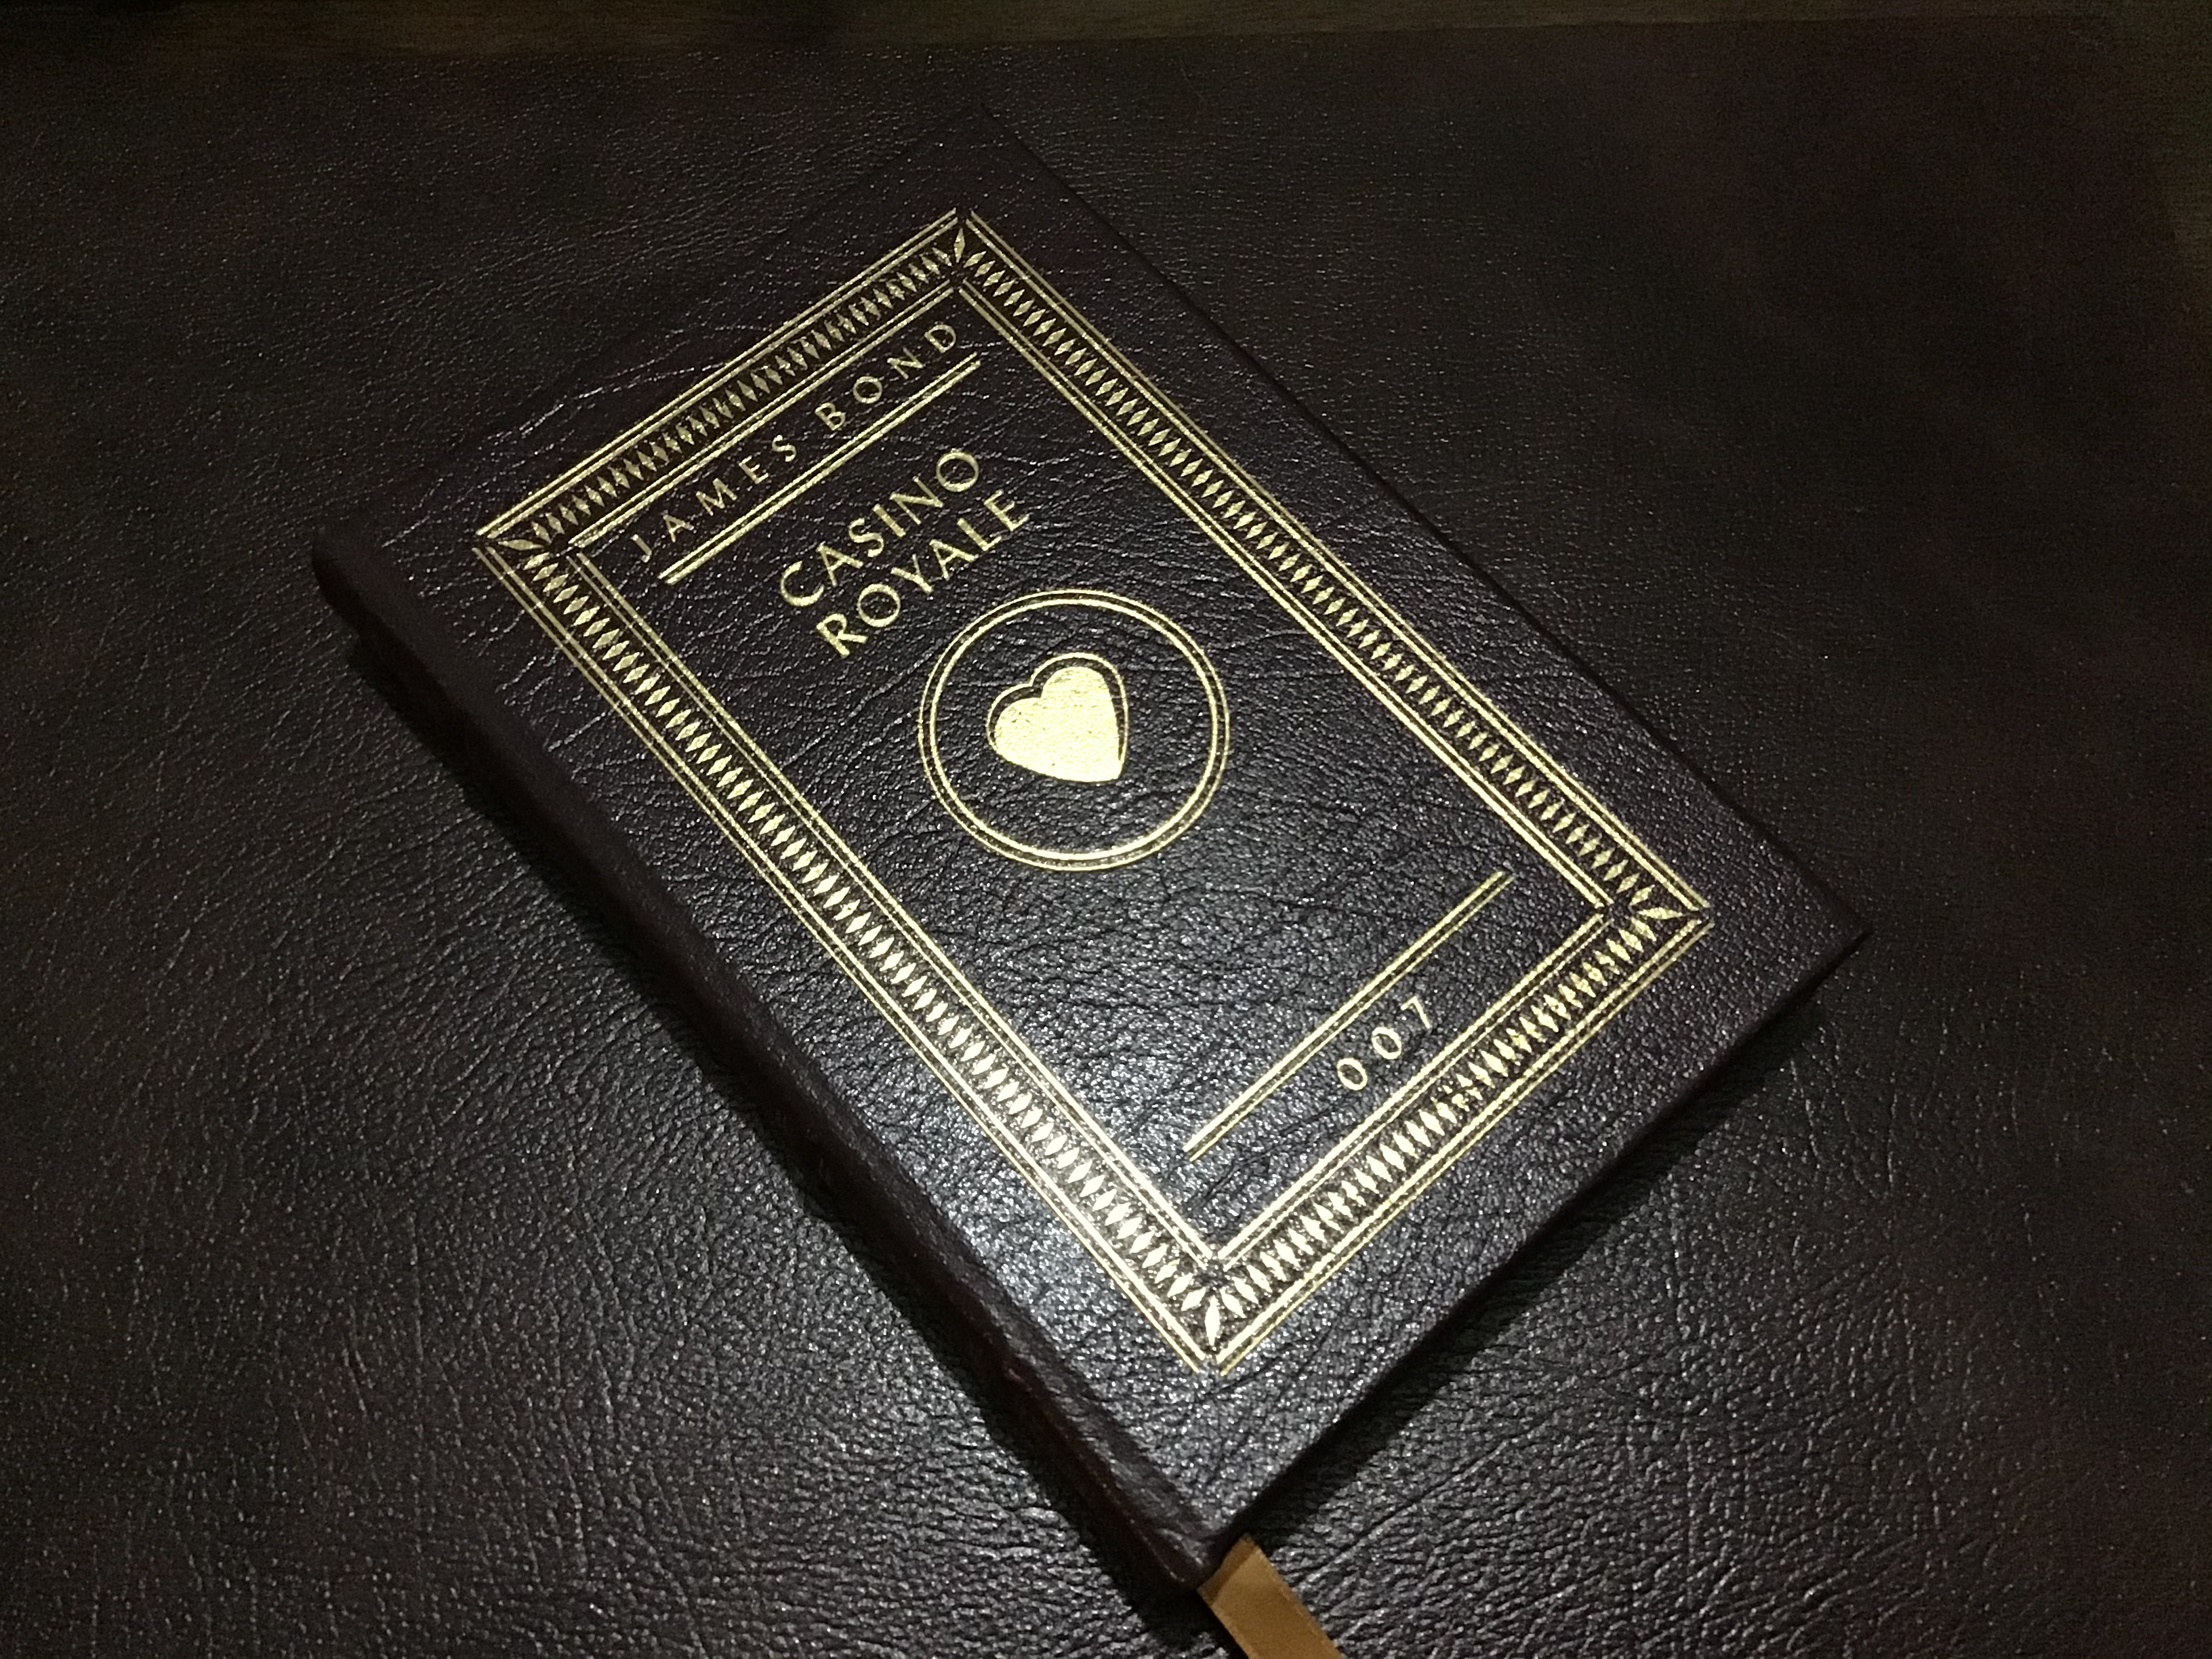 JAMES BOND
CASINO
ROYALE
007